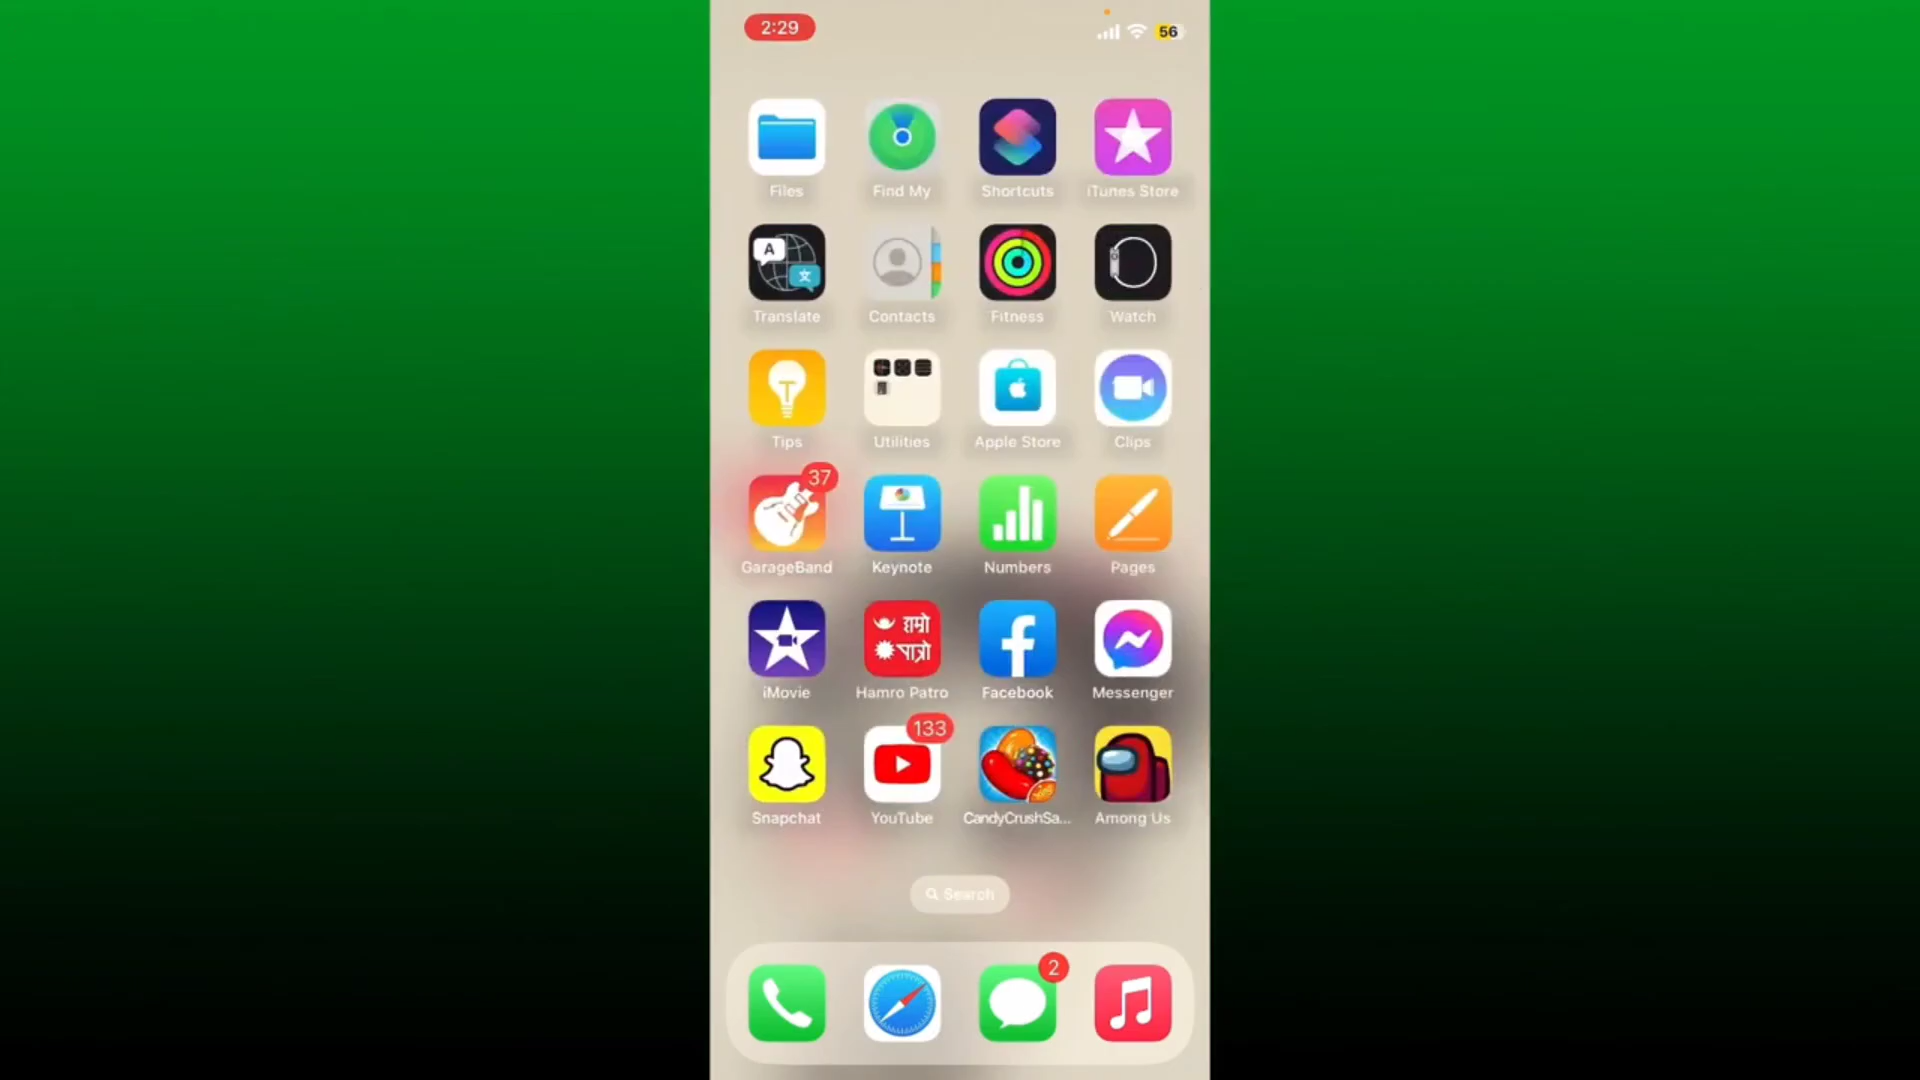 2:29
56
Files
Find My
Shortcuts
iTunes Store
A
文
Translate
Contacts
Fitness
Watch
Tips
Utilities
Apple Store
Clips
37
GarageBand
Keynote
Numbers
Pages
हाम्रो
पात्रो
iMovie
Hamro Patro
Facebook
Messenger
133
Snapchat
YouTube
CandyCrushSa...
Among Us
Search
2